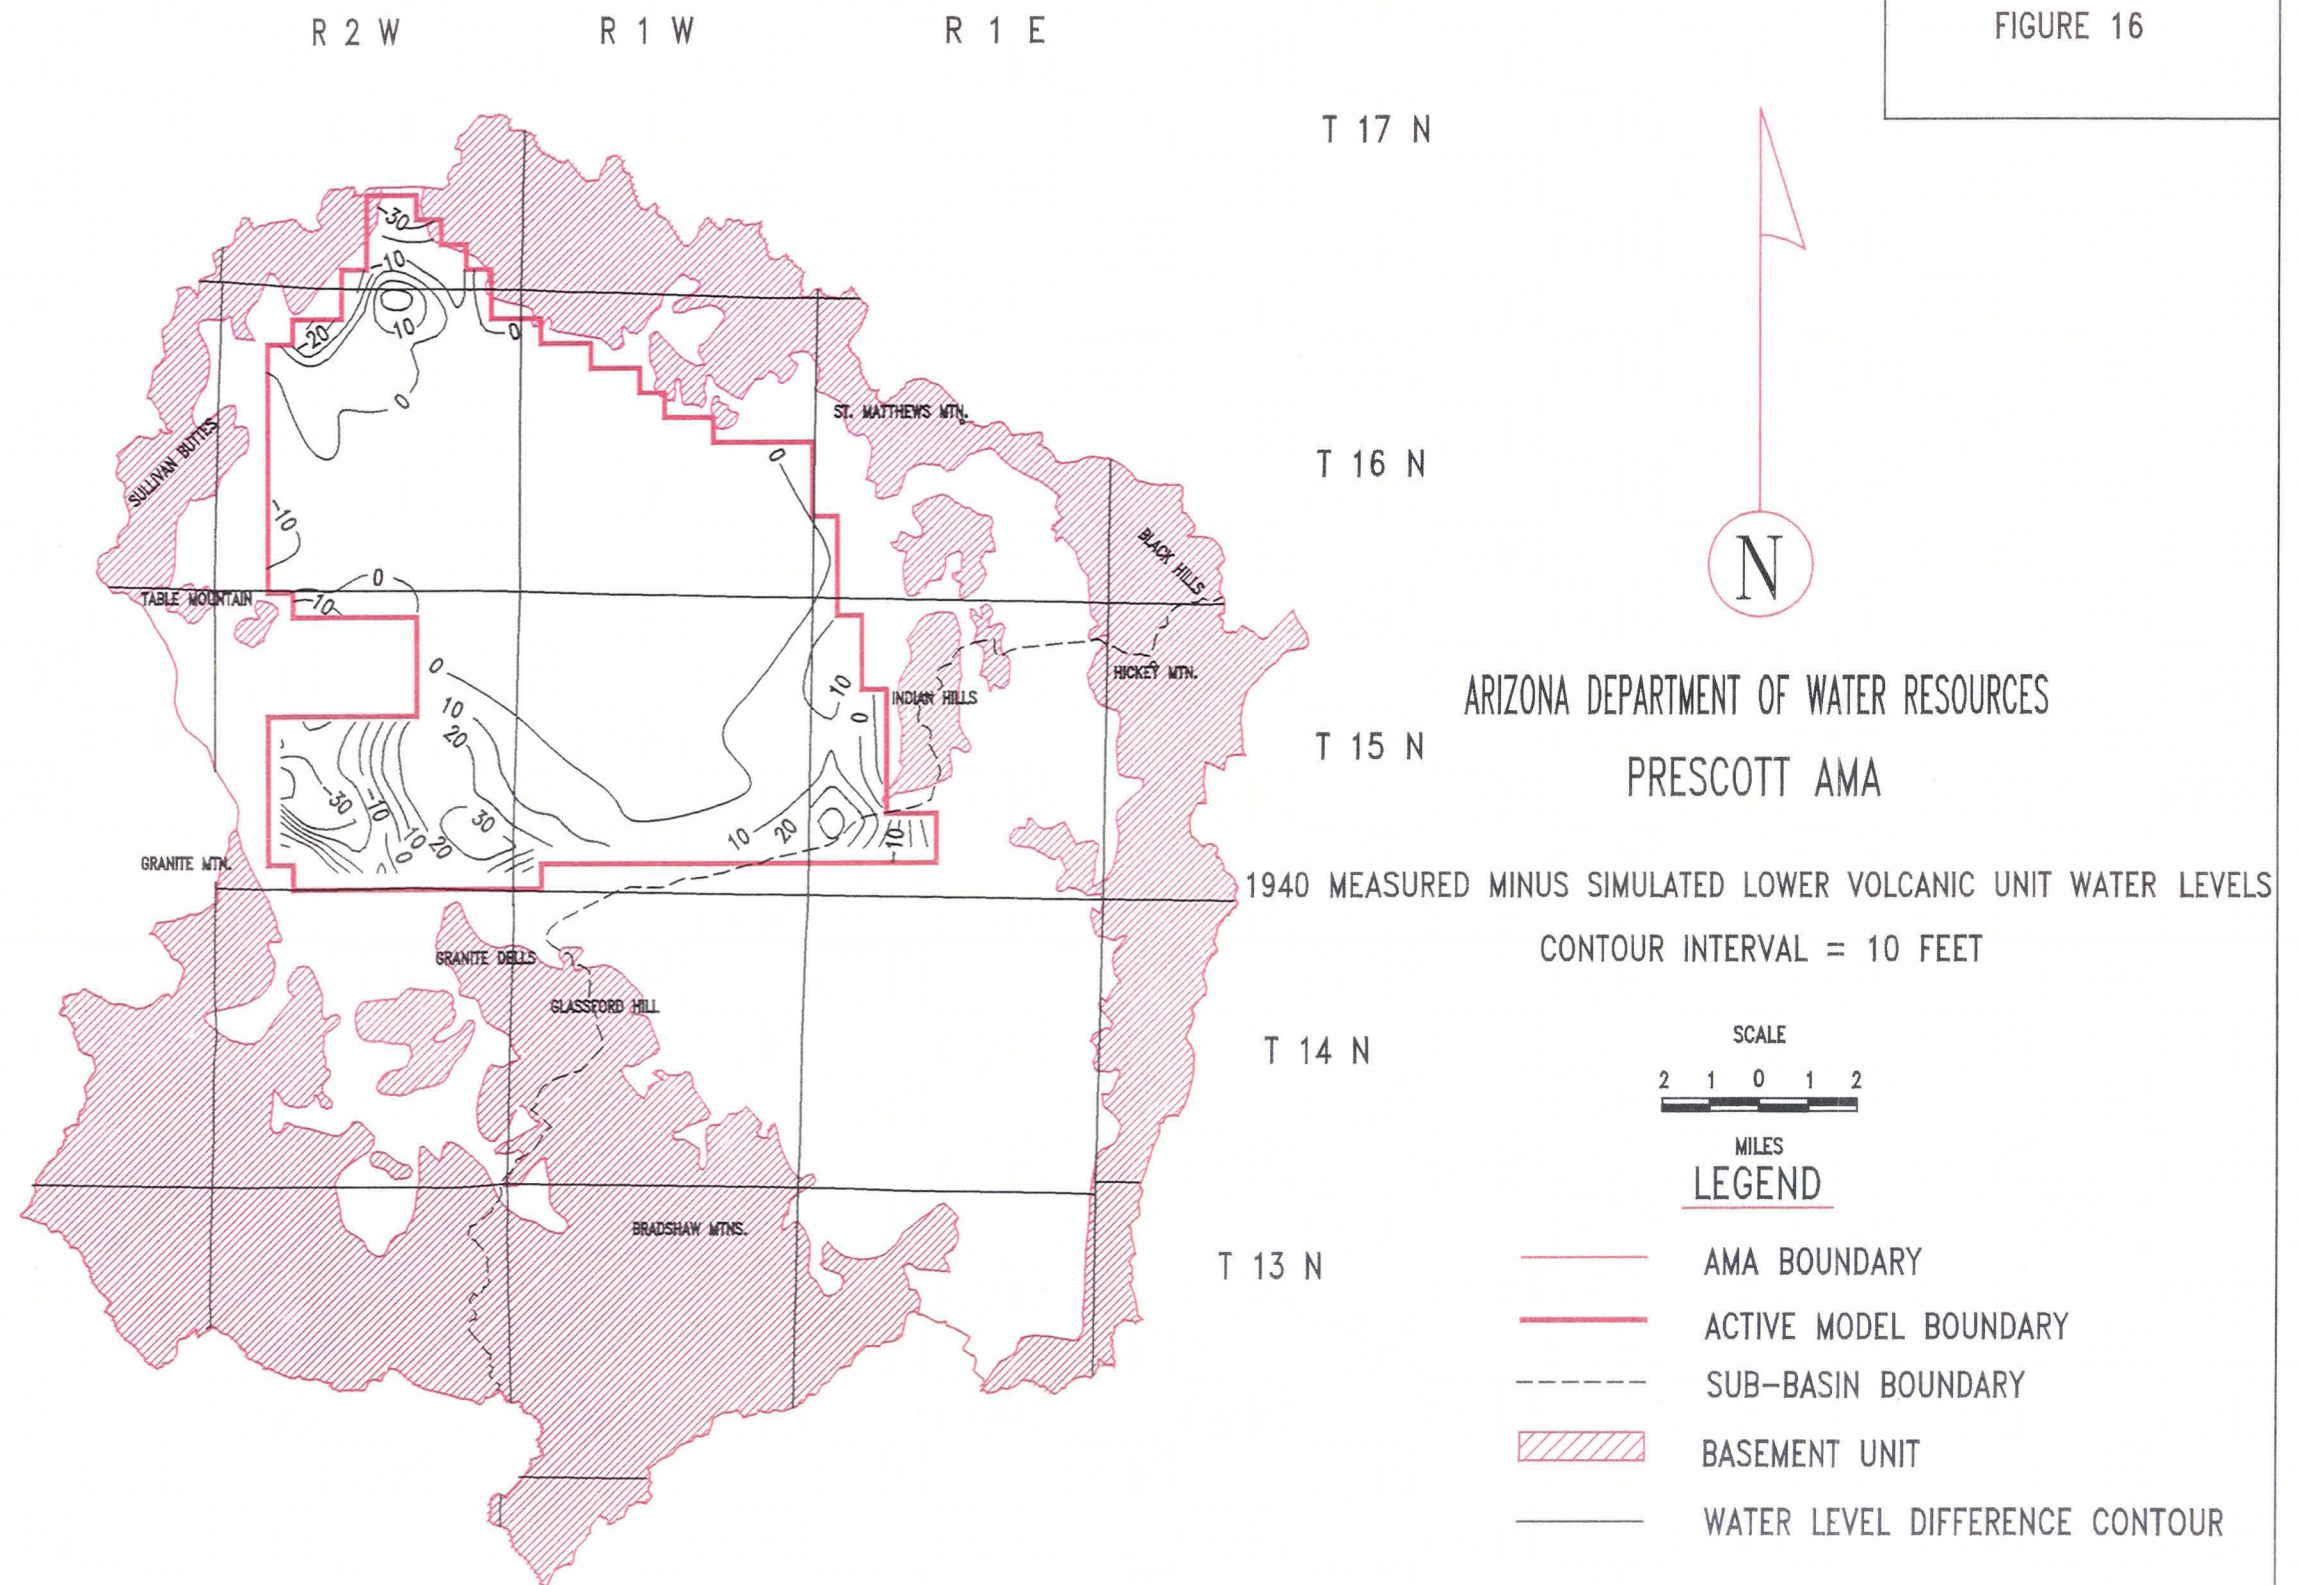 R 2 W R 1 W R 1 E
FIGURE 16
T 17 N
-30
-10
10
-20
0
0
ST. MATTHEWS MTN.
SULLIVAN BUTTES
0
T 16 N
-10
BLACK HILLS
N
0
TABLE MOUNTAIN
-10
0
HICKEY MTN.
10
INDIAN HILLS
ARIZONA DEPARTMENT OF WATER RESOURCES
10
0
20
T 15 N
PRESCOTT AMA
-30
-10
30
10
20
10
20
0
-10
GRANITE MTN.
1940 MEASURED MINUS SIMULATED LOWER VOLCANIC UNIT WATER LEVELS
CONTOUR INTERVAL = 10 FEET
GRANITE DELLS
GLASSFORD HILL
SCALE
T 14 N
2 1 0 1 2
MILES
LEGEND
BRADSHAW MTNS.
T 13 N
AMA BOUNDARY
ACTIVE MODEL BOUNDARY
SUB-BASIN BOUNDARY
BASEMENT UNIT
WATER LEVEL DIFFERENCE CONTOUR